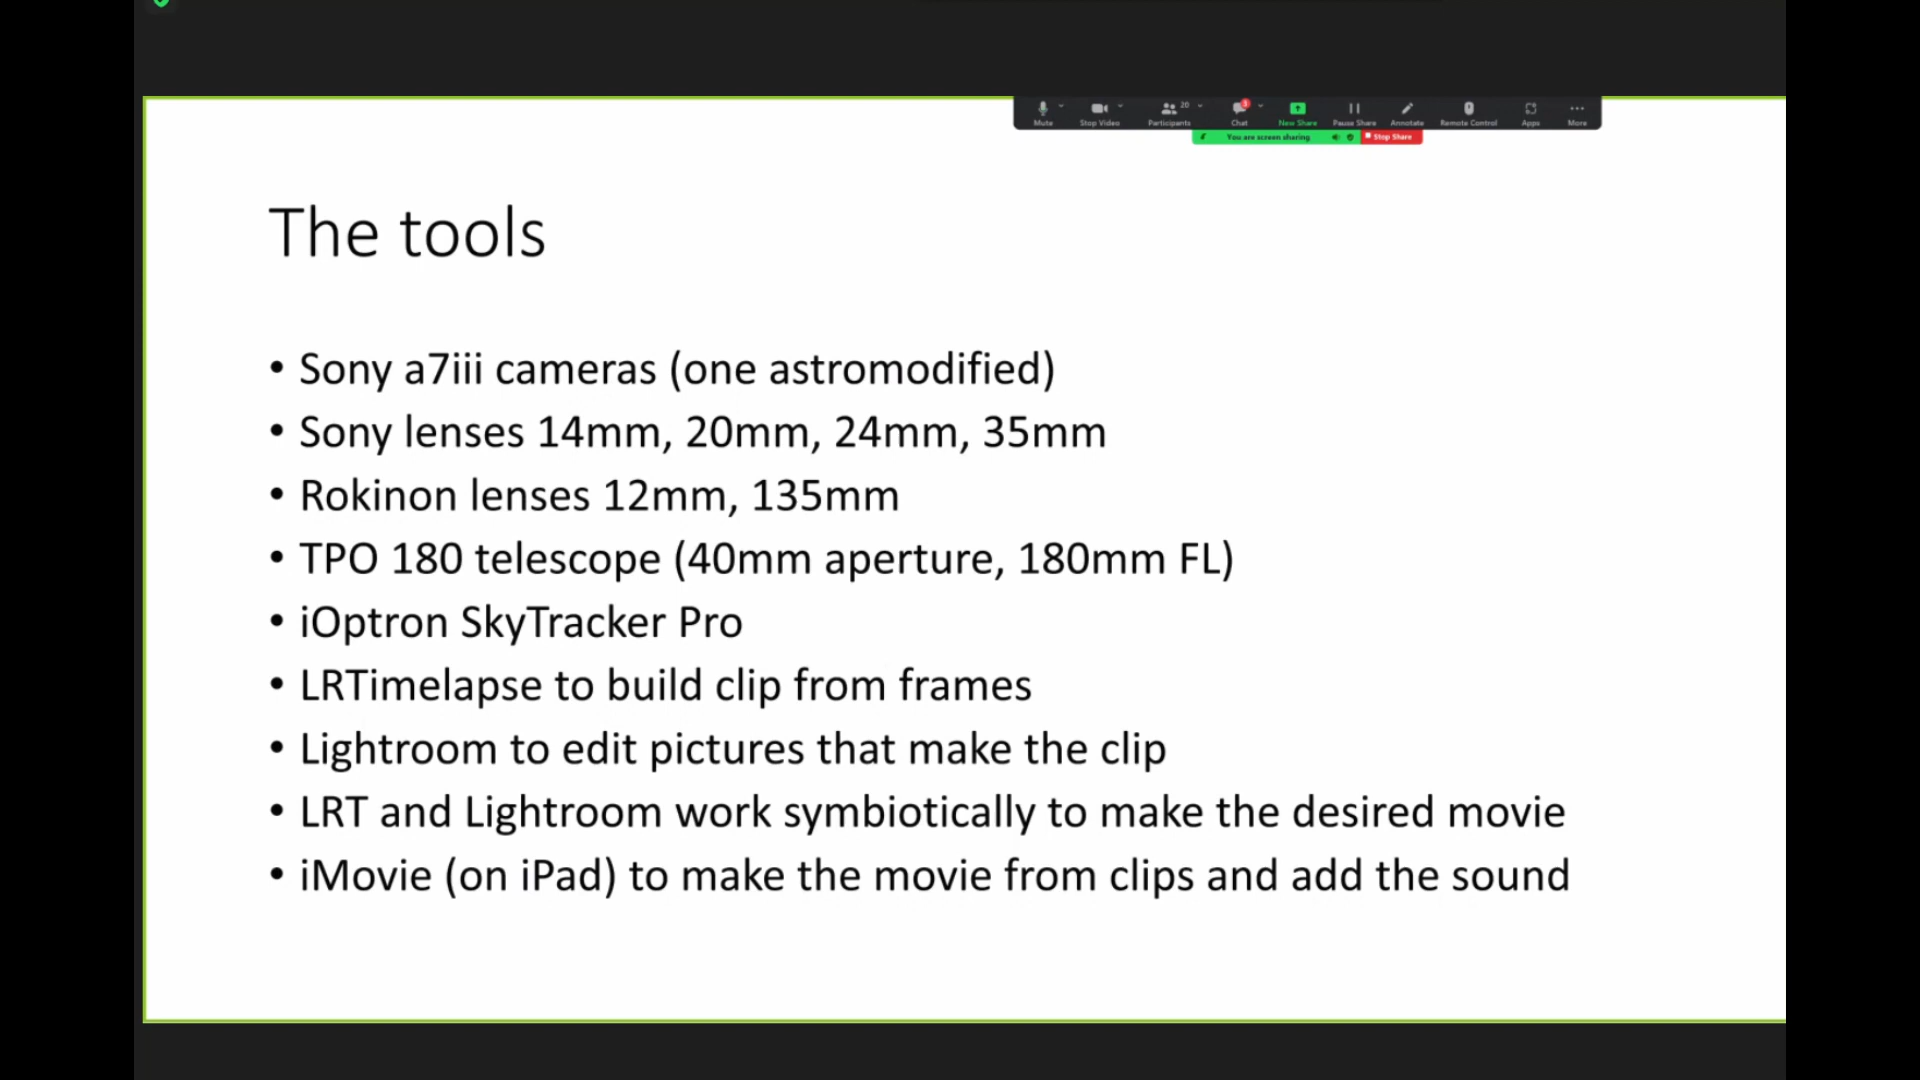 Mute
Stop Video
Participants
20
Chat
3
New Share
Pause Share
Annotate
Remote Control
Apps
More
You are screen sharing
Stop Share
The tools
• Sony a7iii cameras (one astromodified)
• Sony lenses 14mm, 20mm, 24mm, 35mm
• Rokinon lenses 12mm, 135mm
• TPO 180 telescope (40mm aperture, 180mm FL)
• iOptron SkyTracker Pro
• LRTimelapse to build clip from frames
• Lightroom to edit pictures that make the clip
• LRT and Lightroom work symbiotically to make the desired movie
• iMovie (on iPad) to make the movie from clips and add the sound